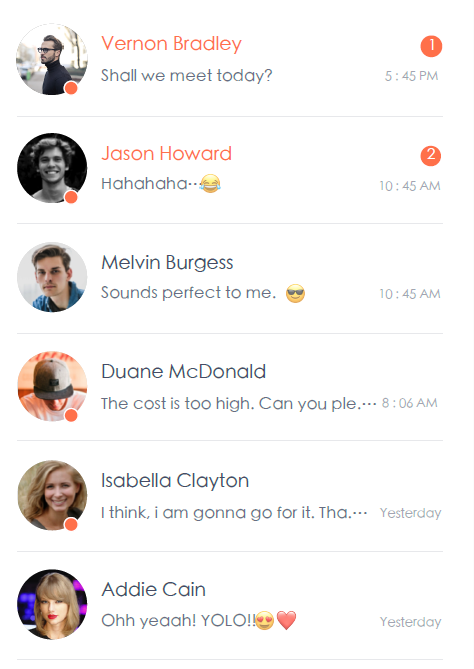 Vernon Bradley 1
Shall we meet today? 5 : 45 PM
Jason Howard 2
Hahahaha...😂 10 : 45 AM
Melvin Burgess
Sounds perfect to me. 😎 10 : 45 AM
Duane McDonald
The cost is too high. Can you ple.... 8 : 06 AM
Isabella Clayton
I think, i am gonna go for it. Tha.... Yesterday
Addie Cain
Ohh yeaah! YOLO!!😍❤️ Yesterday